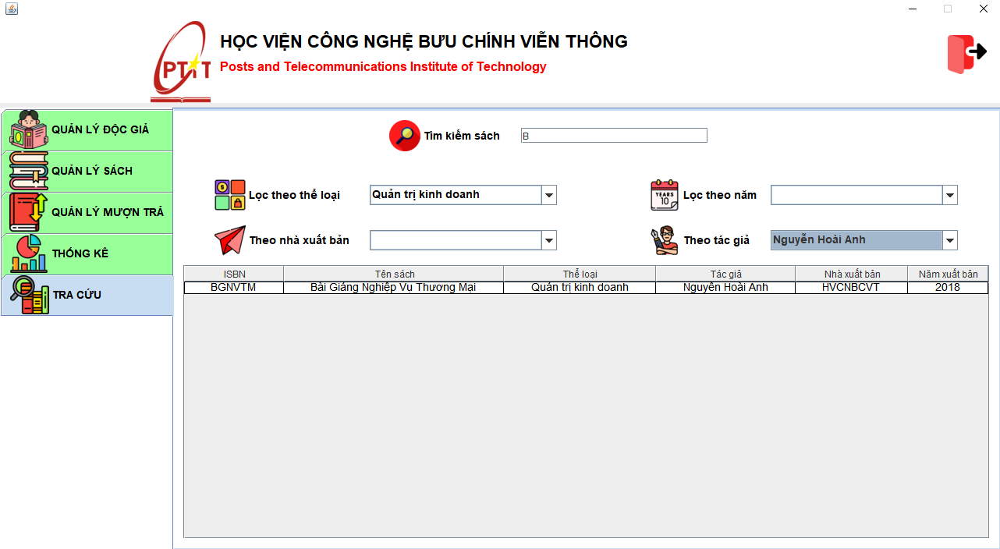 HỌC VIỆN CÔNG NGHỆ BƯU CHÍNH VIỄN THÔNG
PTIT
Posts and Telecommunications Institute of Technology
QUẢN LÝ ĐỘC GIẢ
QUẢN LÝ SÁCH
QUẢN LÝ MƯỢN TRẢ
THỐNG KÊ
TRA CỨU
Tìm kiếm sách B
Lọc theo thể loại Quản trị kinh doanh YEARS 10 Lọc theo năm
Theo nhà xuất bản Theo tác giả Nguyễn Hoài Anh
ISBN Tên sách Thể loại Tác giả Nhà xuất bản Năm xuất bản
BGNVTM Bài Giảng Nghiệp Vụ Thương Mại Quản trị kinh doanh Nguyễn Hoài Anh HVCNBCVT 2018